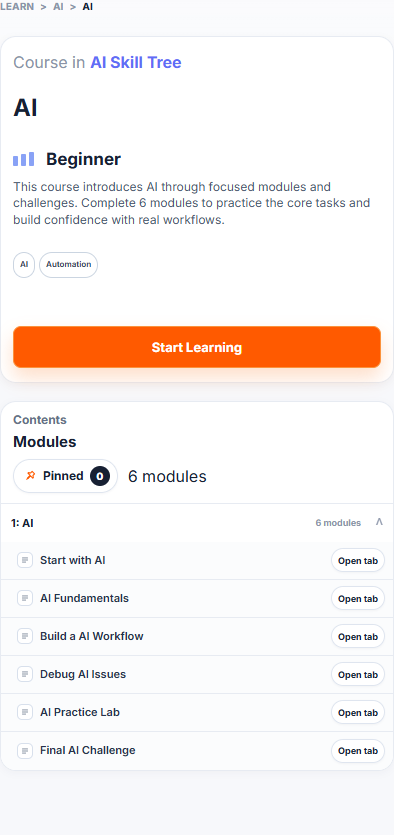 LEARN > AI > AI
Course in AI Skill Tree
AI
Beginner
This course introduces AI through focused modules and
challenges. Complete 6 modules to practice the core tasks and
build confidence with real workflows.
AI Automation
Start Learning
Contents
Modules
Pinned 0 6 modules
1: AI 6 modules ^
Start with AI Open tab
AI Fundamentals Open tab
Build a AI Workflow Open tab
Debug AI Issues Open tab
AI Practice Lab Open tab
Final AI Challenge Open tab